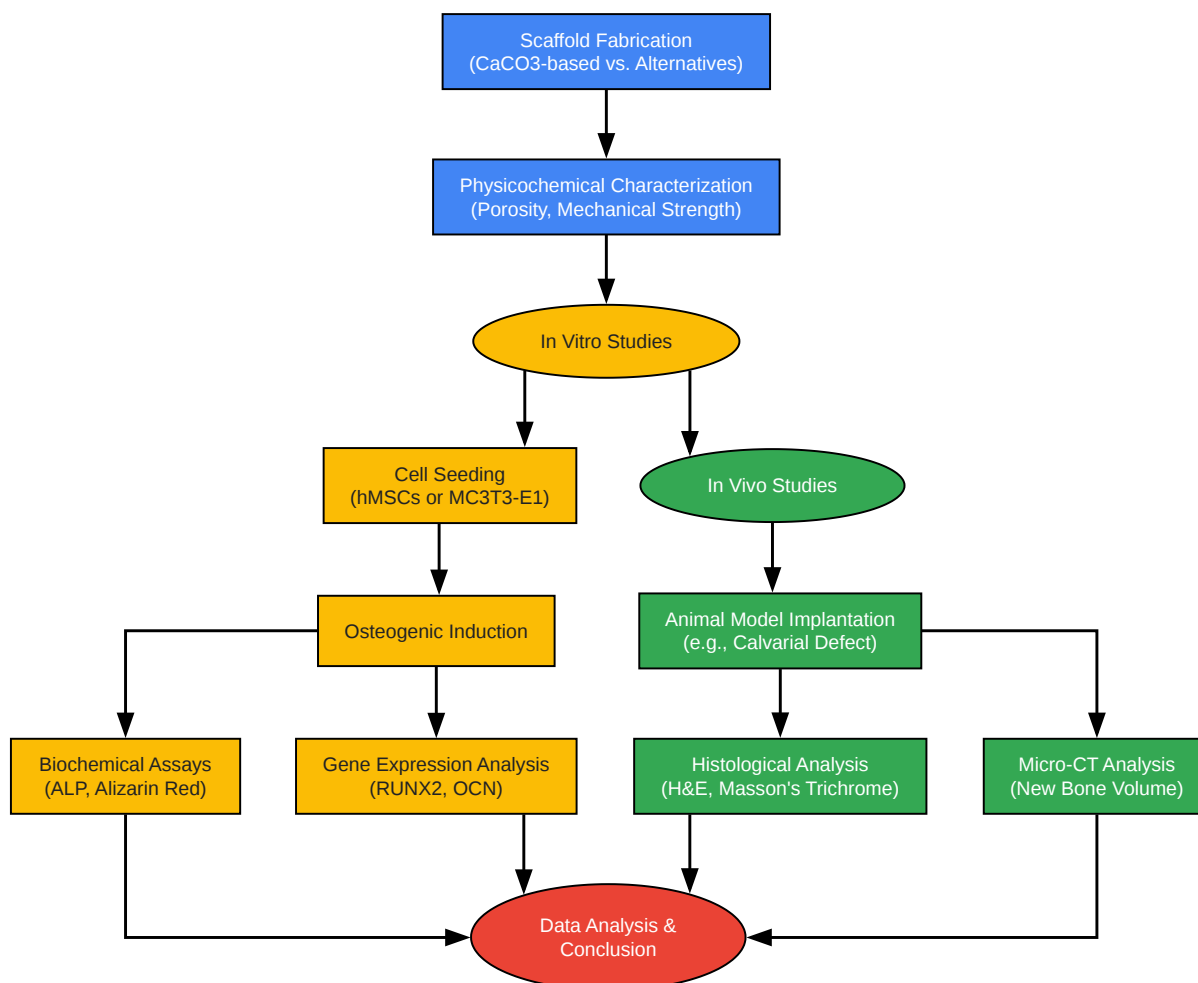 Scaffold Fabrication
(CaCO3-based vs. Alternatives)
Physicochemical Characterization
(Porosity, Mechanical Strength)
In Vitro Studies
Cell Seeding
(hMSCs or MC3T3-E1)
In Vivo Studies
Osteogenic Induction
Animal Model Implantation
(e.g., Calvarial Defect)
Biochemical Assays
(ALP, Alizarin Red)
Gene Expression Analysis
(RUNX2, OCN)
Histological Analysis
(H&E, Masson's Trichrome)
Micro-CT Analysis
(New Bone Volume)
Data Analysis &
Conclusion